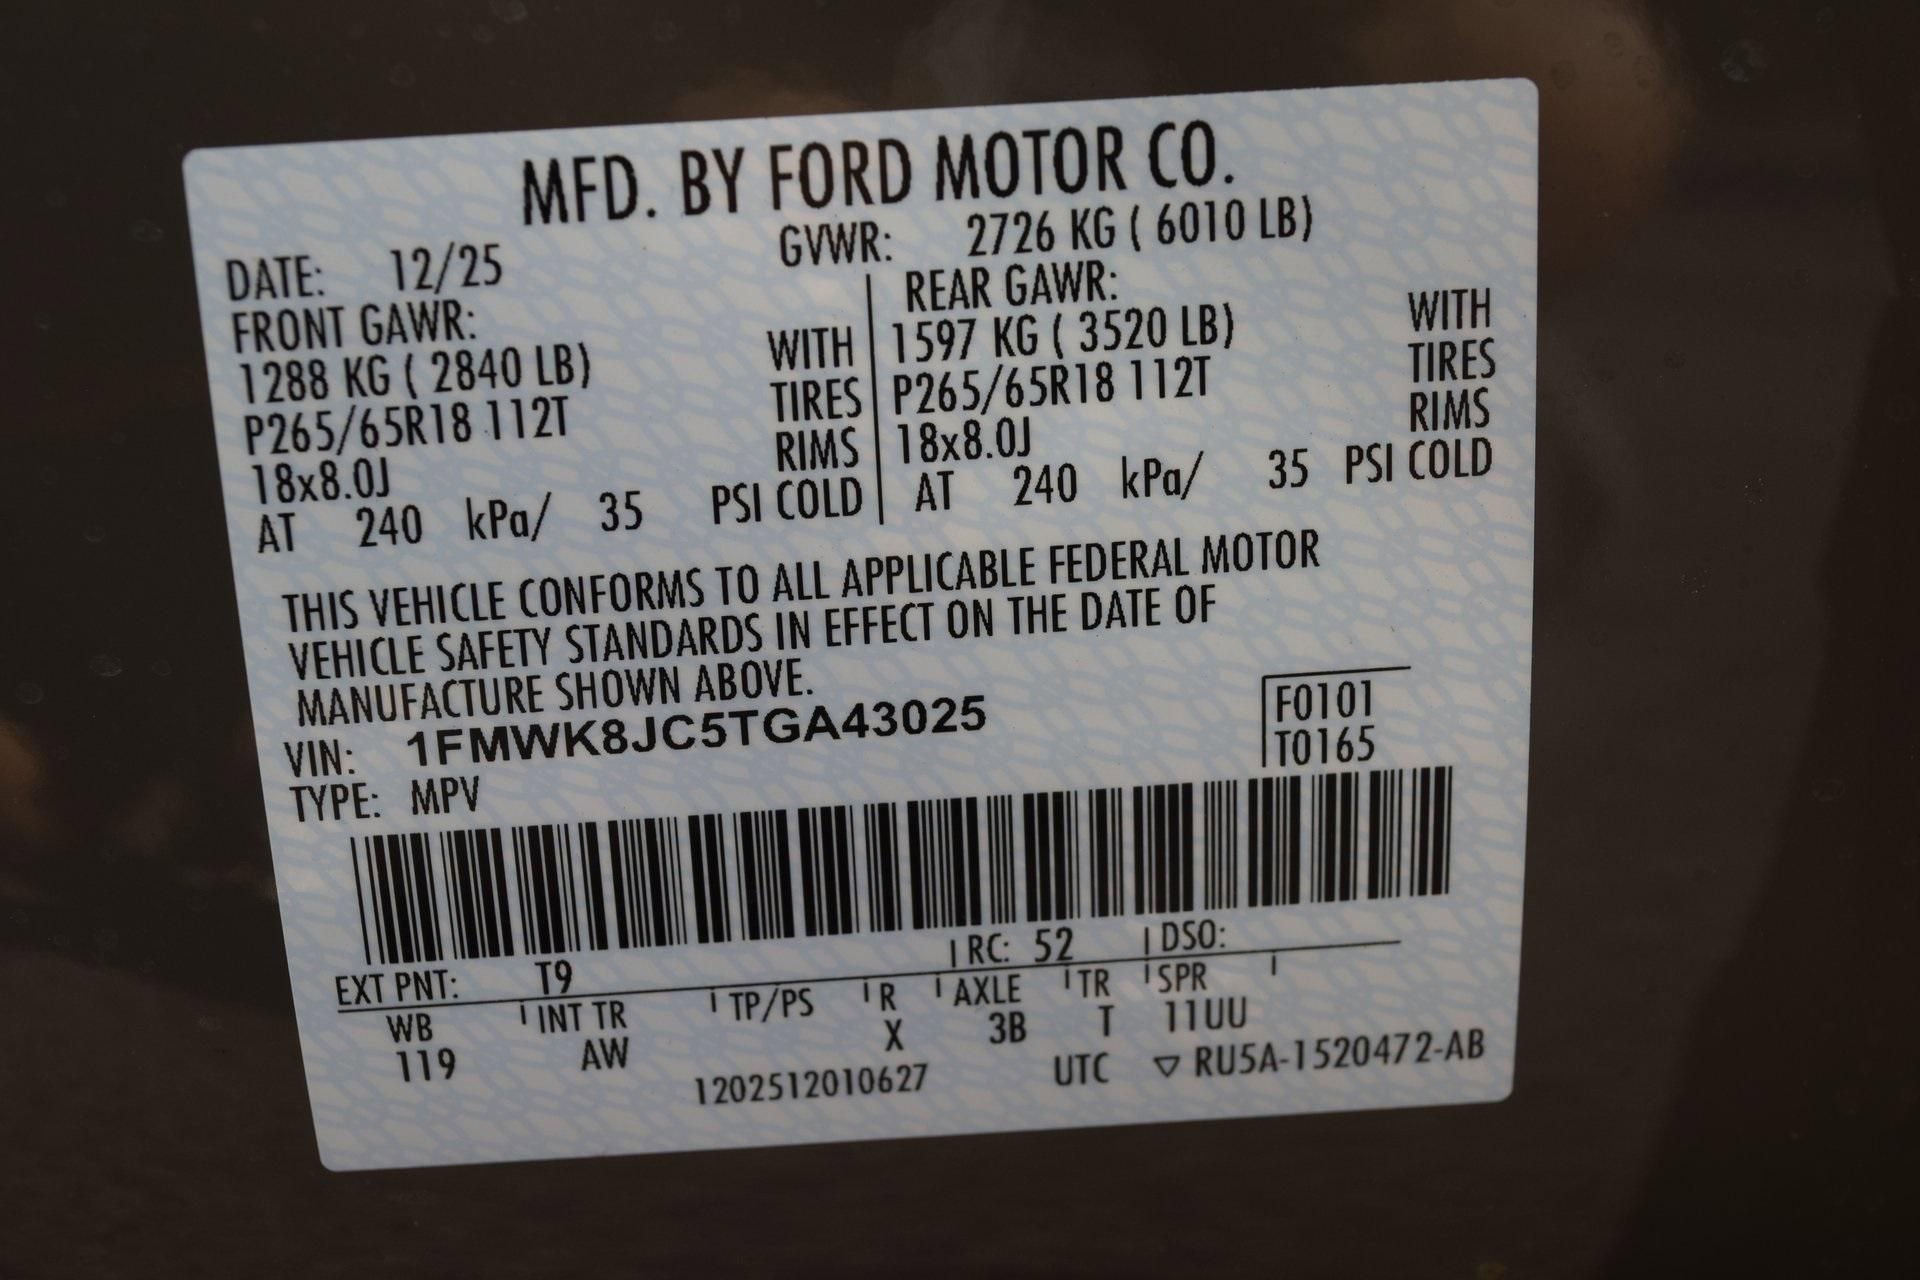 MFD. BY FORD MOTOR CO.
DATE: 12/25 GVWR: 2726 KG ( 6010 LB)
FRONT GAWR: REAR GAWR:
1288 KG ( 2840 LB) WITH 1597 KG ( 3520 LB) WITH
P265/65R18 112T TIRES P265/65R18 112T TIRES
18x8.0J RIMS 18x8.0J RIMS
AT 240 kPa/ 35 PSI COLD AT 240 kPa/ 35 PSI COLD
THIS VEHICLE CONFORMS TO ALL APPLICABLE FEDERAL MOTOR
VEHICLE SAFETY STANDARDS IN EFFECT ON THE DATE OF
MANUFACTURE SHOWN ABOVE.
VIN: 1FMWK8JC5TGA43025 F0101
TYPE: MPV T0165
EXT PNT: T9 RC: 52 DSO:
WB INT TR TP/PS R AXLE TR SPR
119 AW X 3B T 11UU
1202512010627 UTC ▽ RU5A-1520472-AB